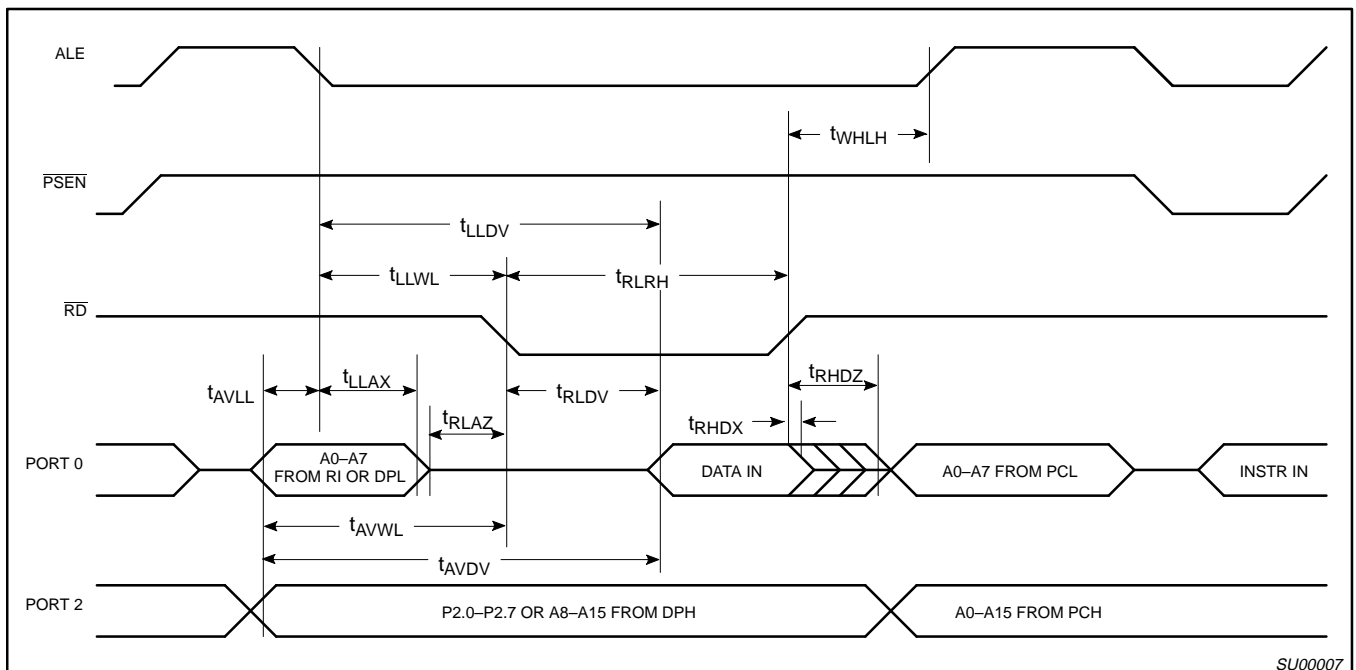 ALE
tWHLH
PSEN
tLLDV
tLLWL
tRLRH
RD
tAVLL
tLLAX
tRLDV
tRHDZ
tRLAZ
tRHDX
PORT 0
A0–A7
FROM RI OR DPL
DATA IN
A0–A7 FROM PCL
INSTR IN
tAVWL
tAVDV
PORT 2
P2.0–P2.7 OR A8–A15 FROM DPH
A0–A15 FROM PCH
SU00007